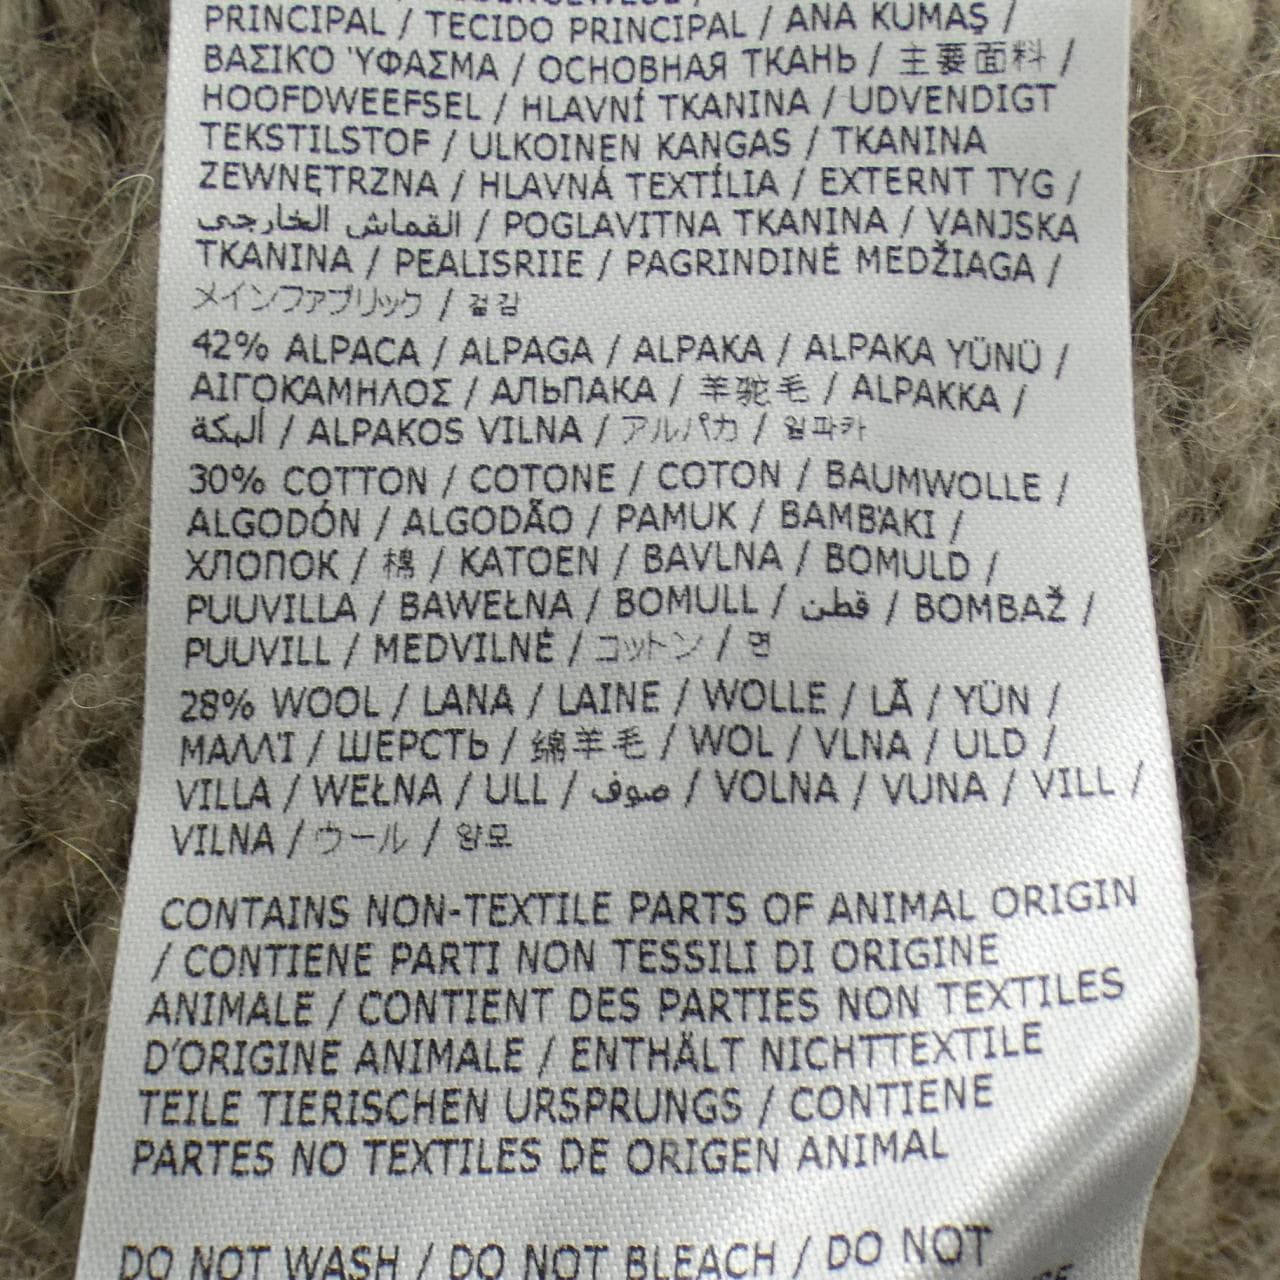 PRINCIPAL / TECIDO PRINCIPAL / ANA KUMAŞ /
ΒΑΣΙΚΌ ΎΦΑΣΜΑ / ОСНОВНАЯ ТКАНЬ / 主要面料 /
HOOFDWEEFSEL / HLAVNÍ TKANINA / UDVENDIGT
TEKSTILSTOF / ULKOINEN KANGAS / TKANINA
ZEWNĘTRZNA / HLAVNÁ TEXTÍLIA / EXTERNT TYG /
القماش الخارجي / POGLAVITNA TKANINA / VANJSKA
TKANINA / PEALISRIIE / PAGRINDINĖ MEDŽIAGA /
メインファブリック / 겉감
42% ALPACA / ALPAGA / ALPAKA / ALPAKA YÜNÜ /
ΑΙΓΟΚΑΜΗΛΟΣ / АЛЬПАКА / 羊驼毛 / ALPAKKA /
ألبكة / ALPAKOS VILNA / アルパカ / 알파카
30% COTTON / COTONE / COTON / BAUMWOLLE /
ALGODÓN / ALGODÃO / PAMUK / ΒΑΜΒΆΚΙ /
ХЛОПОК / 棉 / KATOEN / BAVLNA / BOMULD /
PUUVILLA / BAWEŁNA / BOMULL / قطن / BOMBAŽ /
PUUVILL / MEDVILNĖ / コットン / 면
28% WOOL / LANA / LAINE / WOLLE / LÃ / YÜN /
ΜΑΛΛΊ / ШЕРСТЬ / 绵羊毛 / WOL / VLNA / ULD /
VILLA / WEŁNA / ULL / صوف / VOLNA / VUNA / VILL /
VILNA / ウール / 양모
CONTAINS NON-TEXTILE PARTS OF ANIMAL ORIGIN
/ CONTIENE PARTI NON TESSILI DI ORIGINE
ANIMALE / CONTIENT DES PARTIES NON TEXTILES
D'ORIGINE ANIMALE / ENTHÄLT NICHTTEXTILE
TEILE TIERISCHEN URSPRUNGS / CONTIENE
PARTES NO TEXTILES DE ORIGEN ANIMAL
DO NOT WASH / DO NOT BLEACH / DO NOT